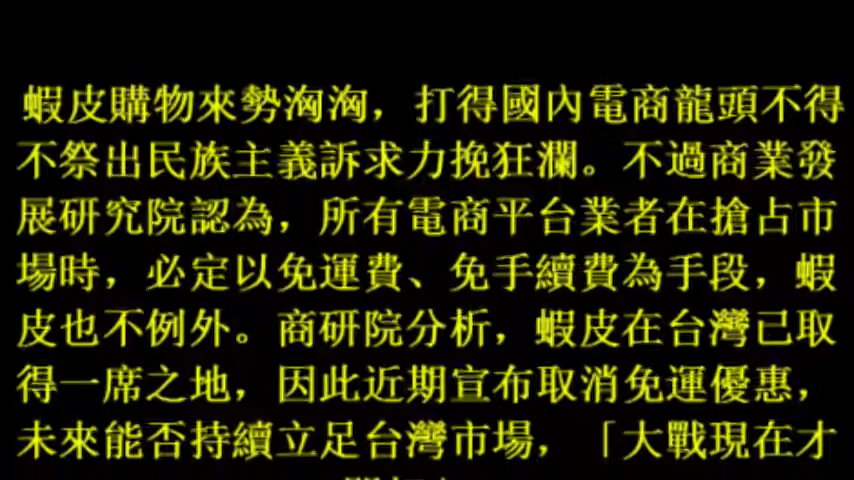 蝦皮購物來勢洶洶，打得國內電商龍頭不得
不祭出民族主義訴求力挽狂瀾。不過商業發
展研究院認為，所有電商平台業者在搶占市
場時，必定以免運費、免手續費為手段，蝦
皮也不例外。商研院分析，蝦皮在台灣已取
得一席之地，因此近期宣布取消免運優惠，
未來能否持續立足台灣市場，「大戰現在才